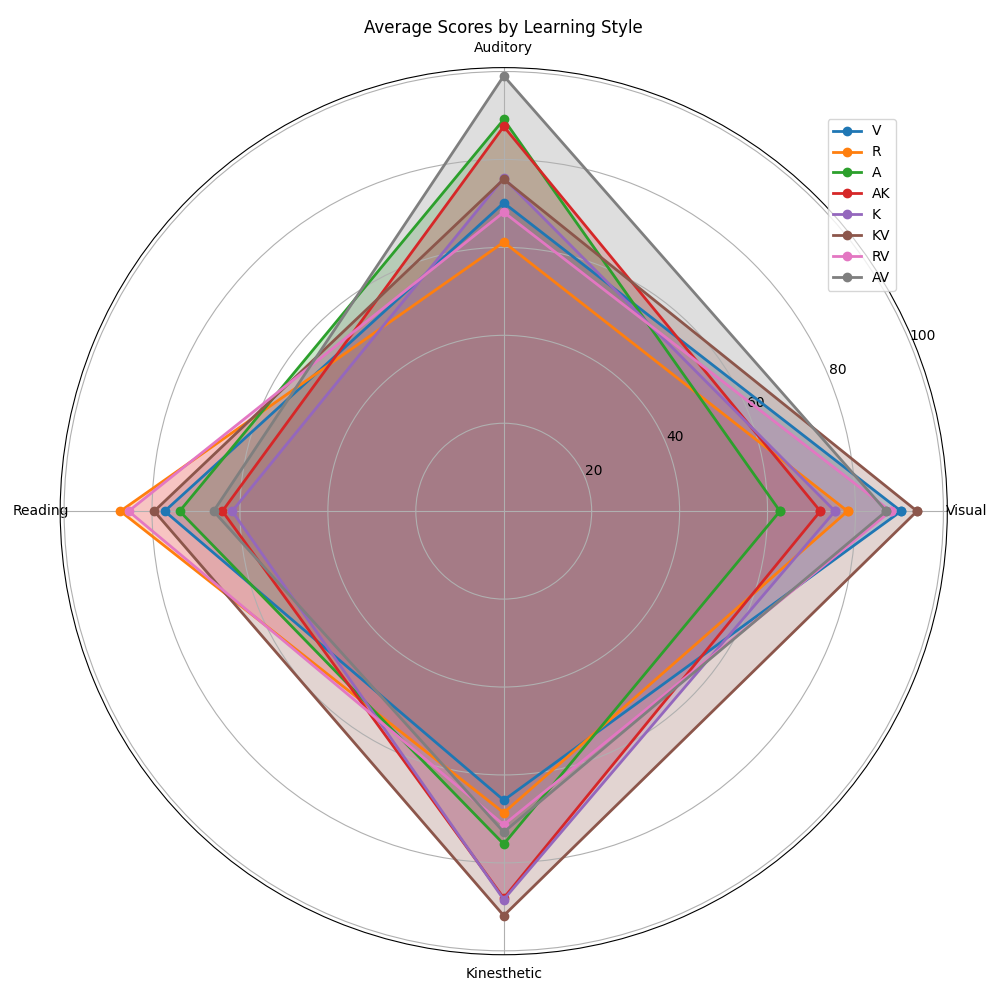 Average Scores by Learning Style
Auditory
V
R
A
AK
K
KV
RV
AV
100
80
60
40
20
Reading
Visual
Kinesthetic